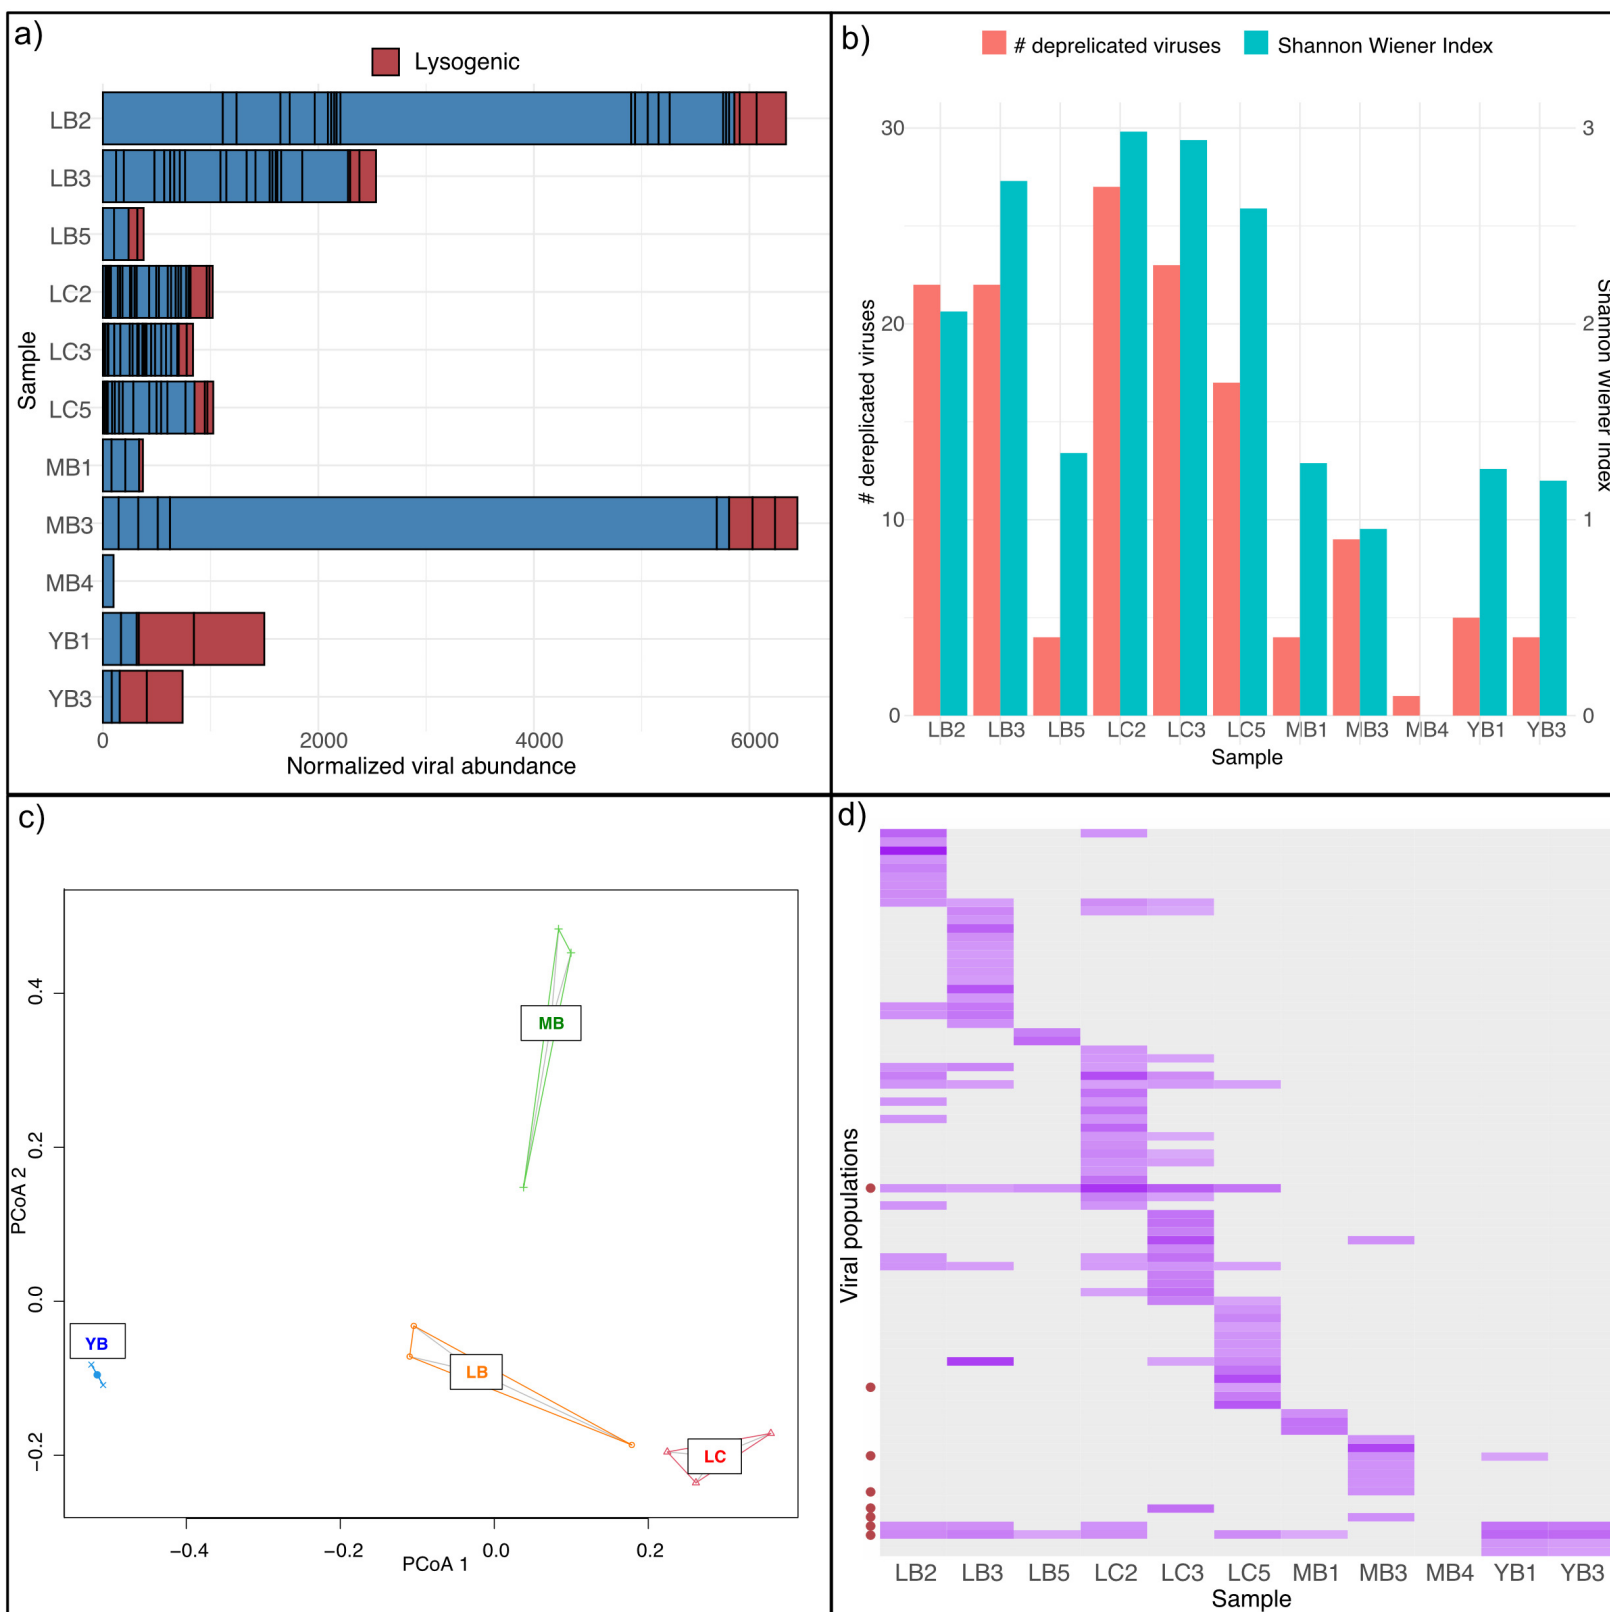 a)
Lysogenic
LB2
LB3
LB5
LC2
LC3
LC5
MB1
MB3
MB4
YB1
YB3
Sample
0 2000 4000 6000
Normalized viral abundance
b)
# deprelicated viruses Shannon Wiener Index
30
20
10
0
# dereplicated viruses
3
2
1
0
Shannon Wiener Index
LB2 LB3 LB5 LC2 LC3 LC5 MB1 MB3 MB4 YB1 YB3
Sample
c)
0.4
0.2
0.0
−0.2
PCoA 2
MB
YB
LB
LC
−0.4 −0.2 0.0 0.2
PCoA 1
d)
Viral populations
LB2 LB3 LB5 LC2 LC3 LC5 MB1 MB3 MB4 YB1 YB3
Sample